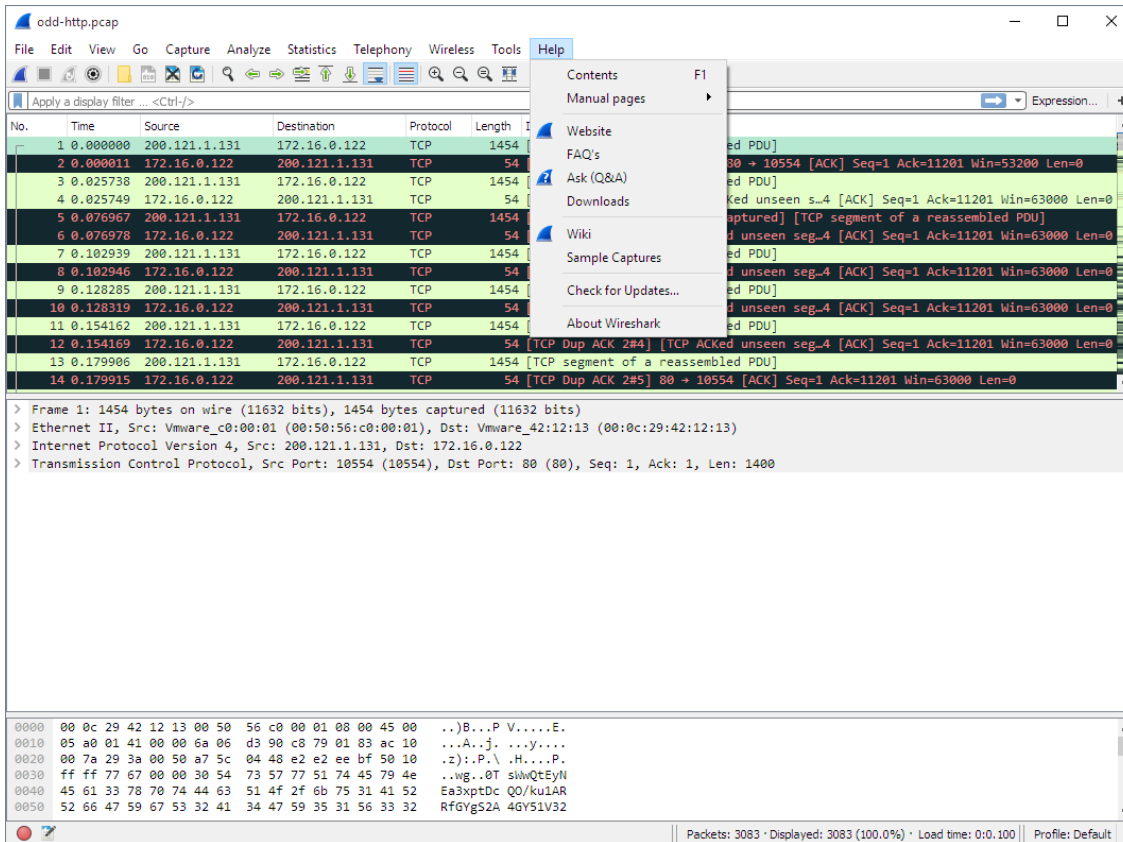 odd-http.pcap
File Edit View Go Capture Analyze Statistics Telephony Wireless Tools Help
Apply a display filter ... <Ctrl-/>
Expression... +
Contents F1
Manual pages
Website
FAQ's
Ask (Q&A)
Downloads
Wiki
Sample Captures
Check for Updates...
About Wireshark
No. Time Source Destination Protocol Length I
1 0.000000 200.121.1.131 172.16.0.122 TCP 1454 [ ed PDU]
2 0.000011 172.16.0.122 200.121.1.131 TCP 54 [ 80 → 10554 [ACK] Seq=1 Ack=11201 Win=53200 Len=0
3 0.025738 200.121.1.131 172.16.0.122 TCP 1454 [ ed PDU]
4 0.025749 172.16.0.122 200.121.1.131 TCP 54 [ Ked unseen s…4 [ACK] Seq=1 Ack=11201 Win=63000 Len=0
5 0.076967 200.121.1.131 172.16.0.122 TCP 1454 [ aptured] [TCP segment of a reassembled PDU]
6 0.076978 172.16.0.122 200.121.1.131 TCP 54 [ d unseen seg…4 [ACK] Seq=1 Ack=11201 Win=63000 Len=0
7 0.102939 200.121.1.131 172.16.0.122 TCP 1454 [ ed PDU]
8 0.102946 172.16.0.122 200.121.1.131 TCP 54 [ d unseen seg…4 [ACK] Seq=1 Ack=11201 Win=63000 Len=0
9 0.128285 200.121.1.131 172.16.0.122 TCP 1454 [ ed PDU]
10 0.128319 172.16.0.122 200.121.1.131 TCP 54 [ d unseen seg…4 [ACK] Seq=1 Ack=11201 Win=63000 Len=0
11 0.154162 200.121.1.131 172.16.0.122 TCP 1454 [ ed PDU]
12 0.154169 172.16.0.122 200.121.1.131 TCP 54 [TCP Dup ACK 2#4] [TCP ACKed unseen seg…4 [ACK] Seq=1 Ack=11201 Win=63000 Len=0
13 0.179906 200.121.1.131 172.16.0.122 TCP 1454 [TCP segment of a reassembled PDU]
14 0.179915 172.16.0.122 200.121.1.131 TCP 54 [TCP Dup ACK 2#5] 80 → 10554 [ACK] Seq=1 Ack=11201 Win=63000 Len=0
> Frame 1: 1454 bytes on wire (11632 bits), 1454 bytes captured (11632 bits)
> Ethernet II, Src: Vmware_c0:00:01 (00:50:56:c0:00:01), Dst: Vmware_42:12:13 (00:0c:29:42:12:13)
> Internet Protocol Version 4, Src: 200.121.1.131, Dst: 172.16.0.122
> Transmission Control Protocol, Src Port: 10554 (10554), Dst Port: 80 (80), Seq: 1, Ack: 1, Len: 1400
0000 00 0c 29 42 12 13 00 50 56 c0 00 01 08 00 45 00 ..)B...P V.....E.
0010 05 a0 01 41 00 00 6a 06 d3 90 c8 79 01 83 ac 10 ...A..j. ...y....
0020 00 7a 29 3a 00 50 a7 5c 04 48 e2 e2 ee bf 50 10 .z):.P.\ .H....P.
0030 ff ff 77 67 00 00 30 54 73 57 77 51 74 45 79 4e ..wg..0T sWwQtEyN
0040 45 61 33 78 70 74 44 63 51 4f 2f 6b 75 31 41 52 Ea3xptDc QO/ku1AR
0050 52 66 47 59 67 53 32 41 34 47 59 35 31 56 33 32 RfGYgS2A 4GY51V32
Packets: 3083 · Displayed: 3083 (100.0%) · Load time: 0:0.100 Profile: Default